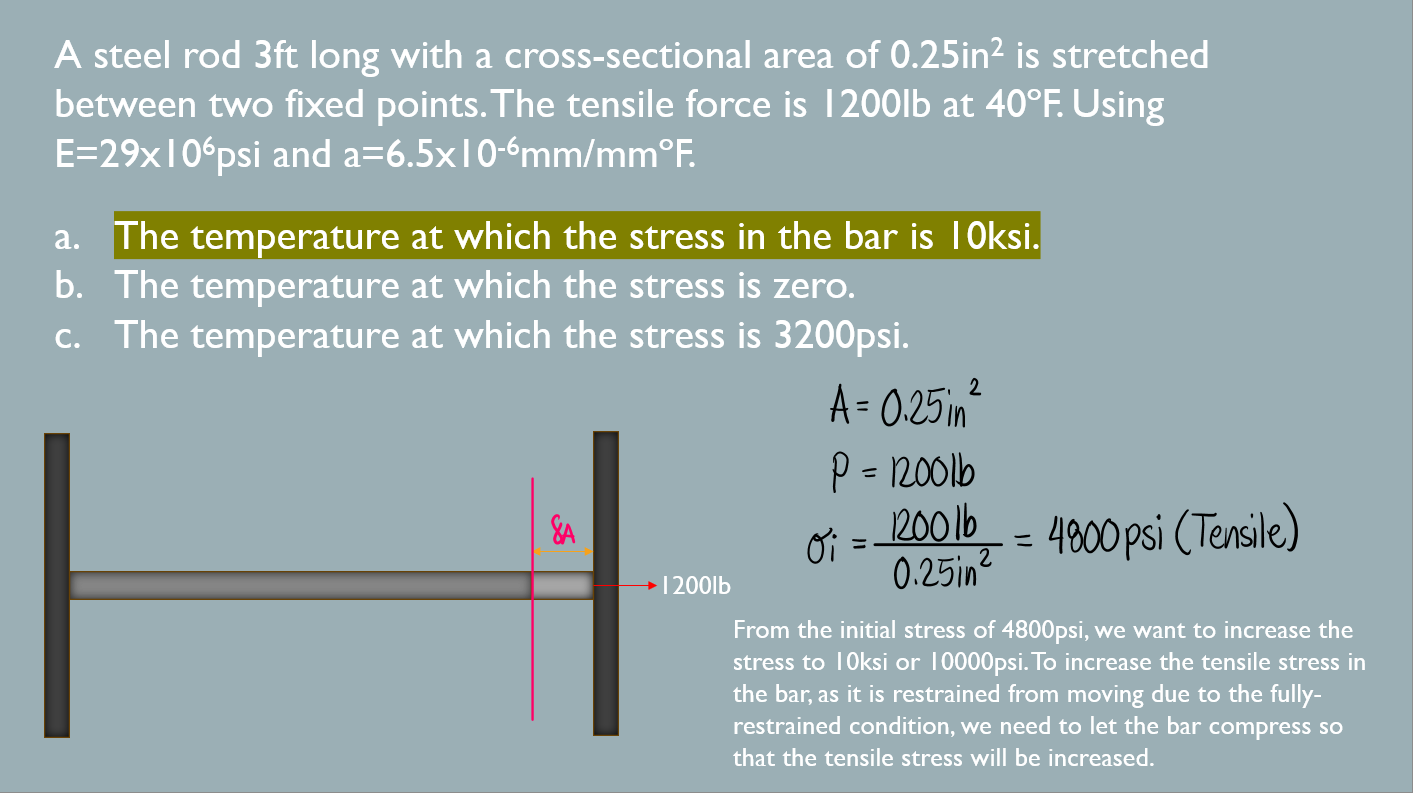 A steel rod 3ft long with a cross-sectional area of 0.25in² is stretched
between two fixed points. The tensile force is 1200lb at 40ºF. Using
E=29x10⁶psi and a=6.5x10⁻⁶mm/mmºF.
a. The temperature at which the stress in the bar is 10ksi.
b. The temperature at which the stress is zero.
c. The temperature at which the stress is 3200psi.
A = 0.25in²
P = 1200lb
σi = 1200lb / 0.25in² = 4800psi (Tensile)
δA
1200lb
From the initial stress of 4800psi, we want to increase the
stress to 10ksi or 10000psi. To increase the tensile stress in
the bar, as it is restrained from moving due to the fully-
restrained condition, we need to let the bar compress so
that the tensile stress will be increased.